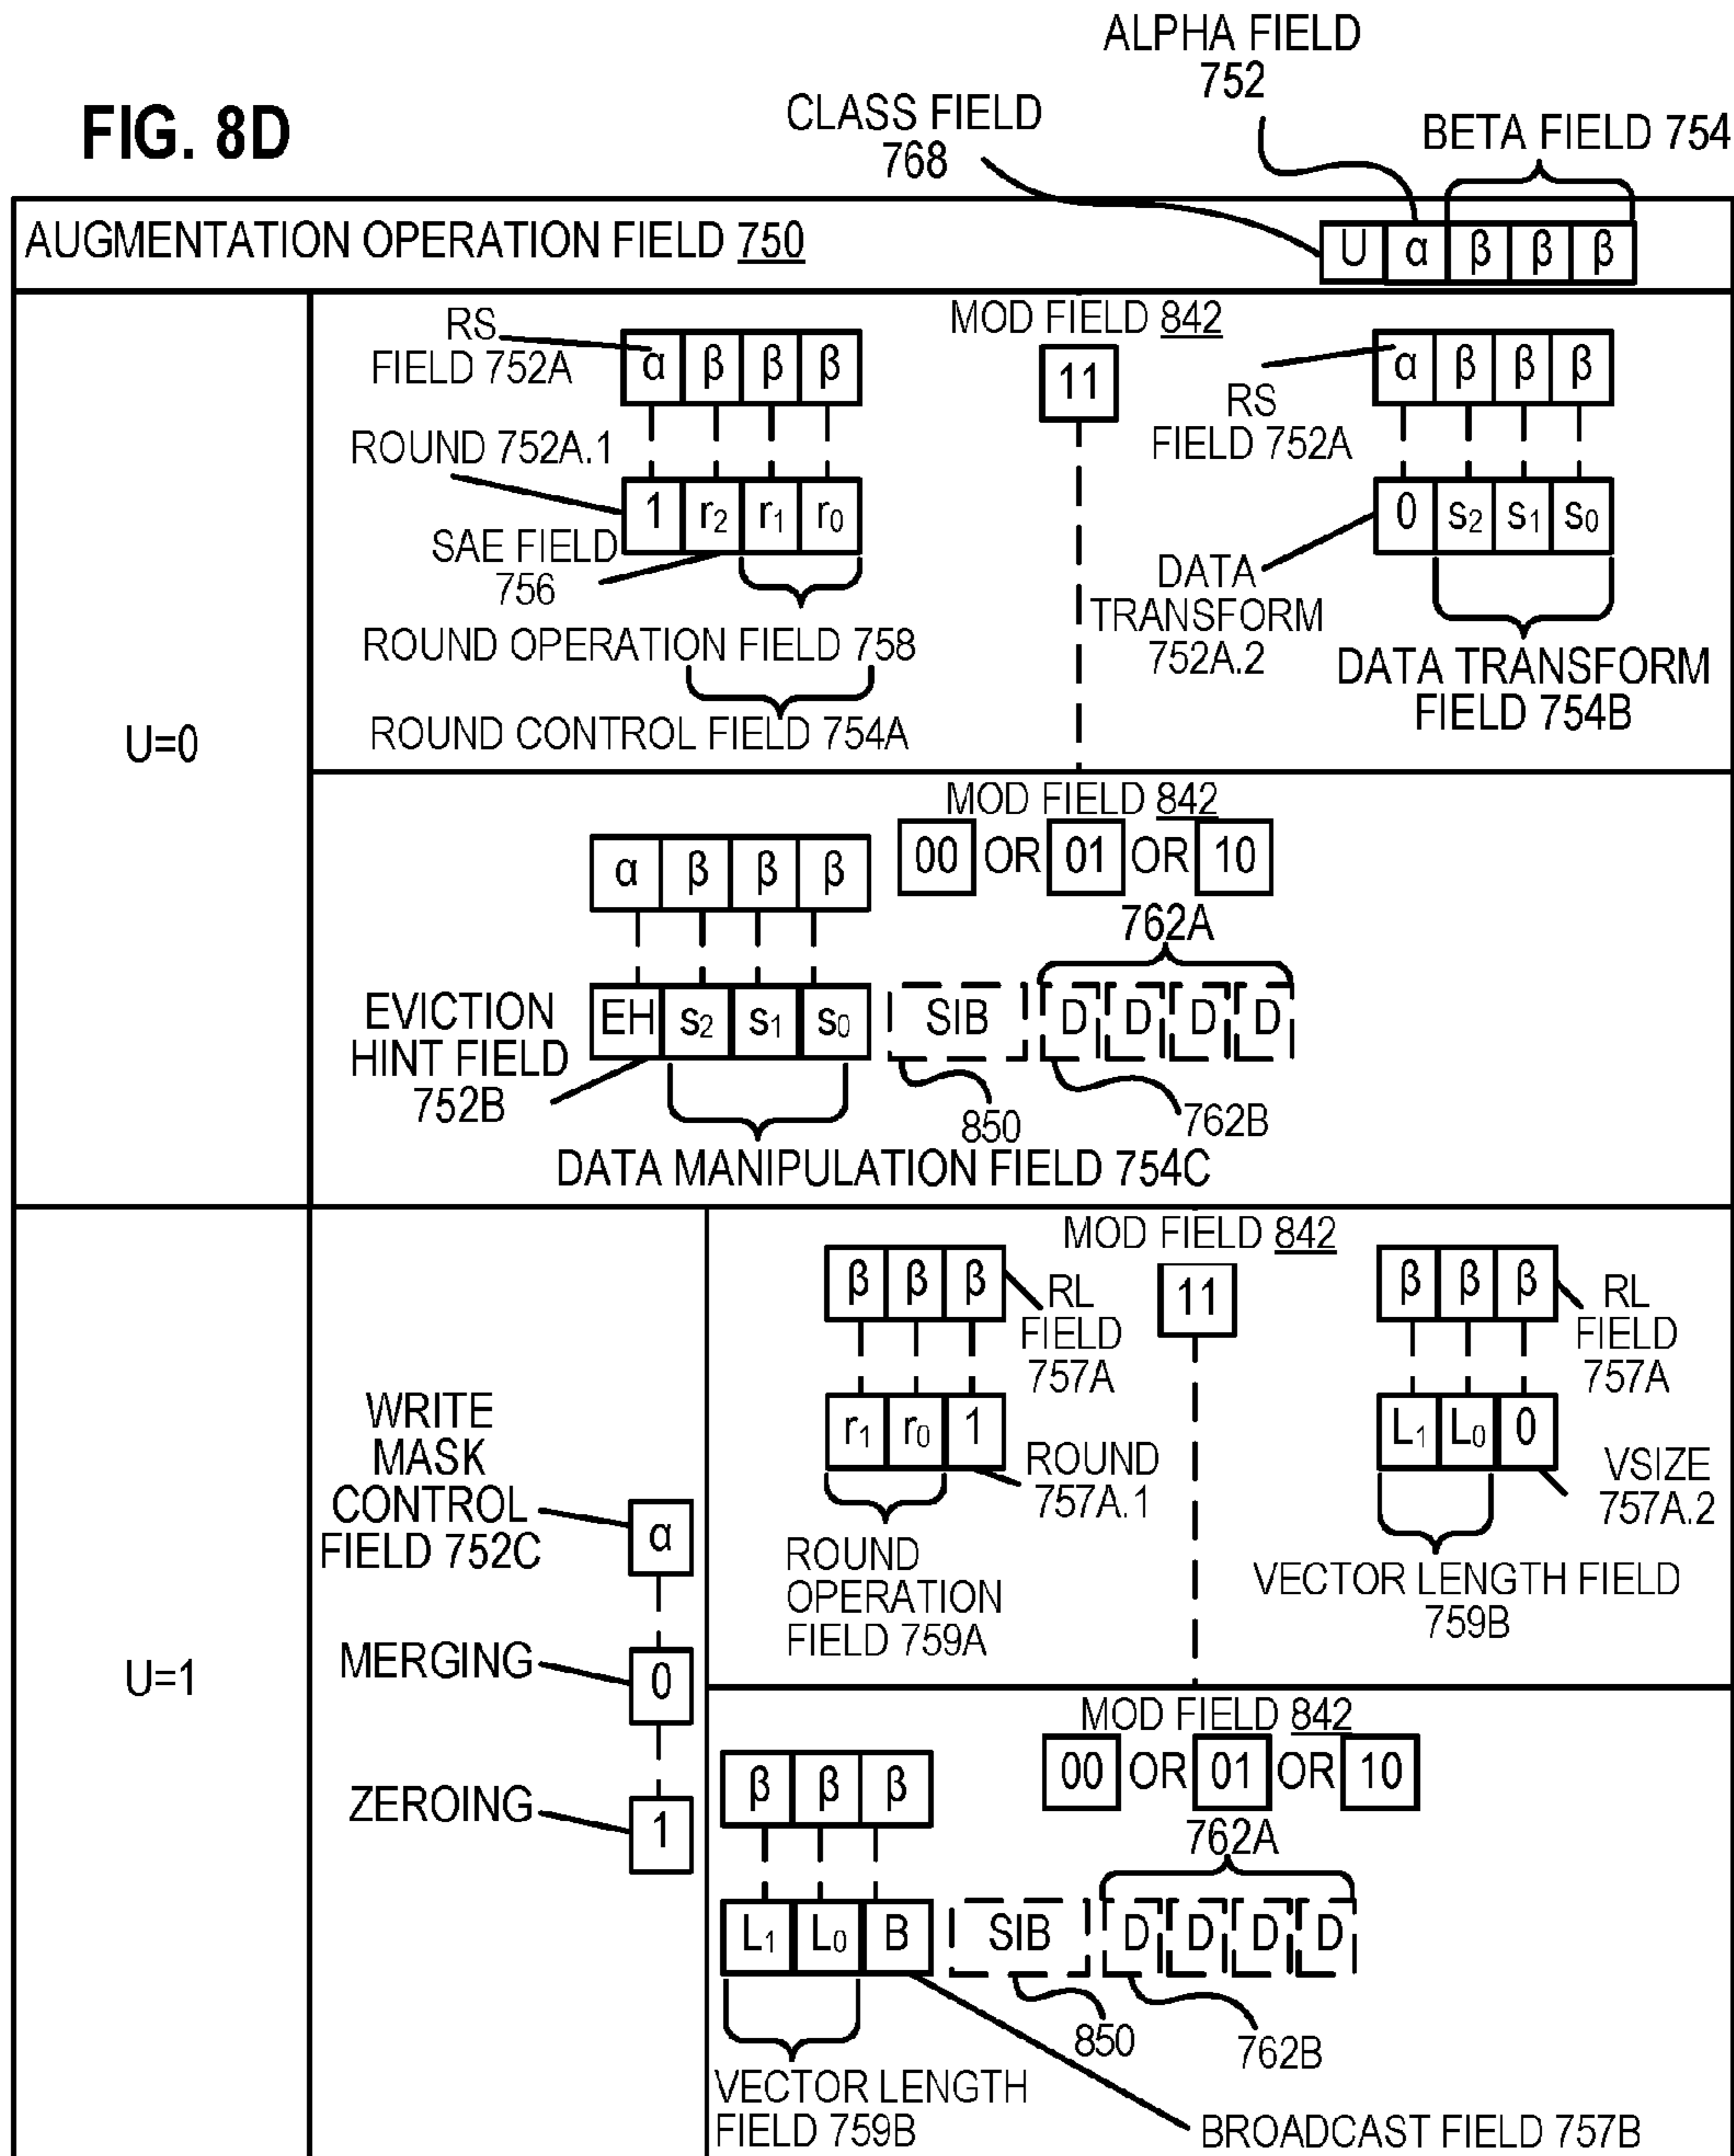 FIG. 8D
ALPHA FIELD
752
CLASS FIELD
768
BETA FIELD 754
AUGMENTATION OPERATION FIELD 750
U α β β β
U=0
RS
FIELD 752A
α β β β
ROUND 752A.1
1 r2 r1 r0
SAE FIELD
756
ROUND OPERATION FIELD 758
ROUND CONTROL FIELD 754A
MOD FIELD 842
11
α β β β
RS
FIELD 752A
0 s2 s1 s0
DATA
TRANSFORM
752A.2
DATA TRANSFORM
FIELD 754B
MOD FIELD 842
00 OR 01 OR 10
α β β β
762A
EVICTION
HINT FIELD
752B
EH s2 s1 s0 SIB D D D D
850
762B
DATA MANIPULATION FIELD 754C
U=1
WRITE
MASK
CONTROL
FIELD 752C
α
MERGING 0
ZEROING 1
MOD FIELD 842
11
β β β
RL
FIELD
757A
r1 r0 1
ROUND
757A.1
ROUND
OPERATION
FIELD 759A
β β β
RL
FIELD
757A
L1 L0 0
VSIZE
757A.2
VECTOR LENGTH FIELD
759B
MOD FIELD 842
00 OR 01 OR 10
β β β
762A
L1 L0 B SIB D D D D
850
762B
VECTOR LENGTH
FIELD 759B
BROADCAST FIELD 757B